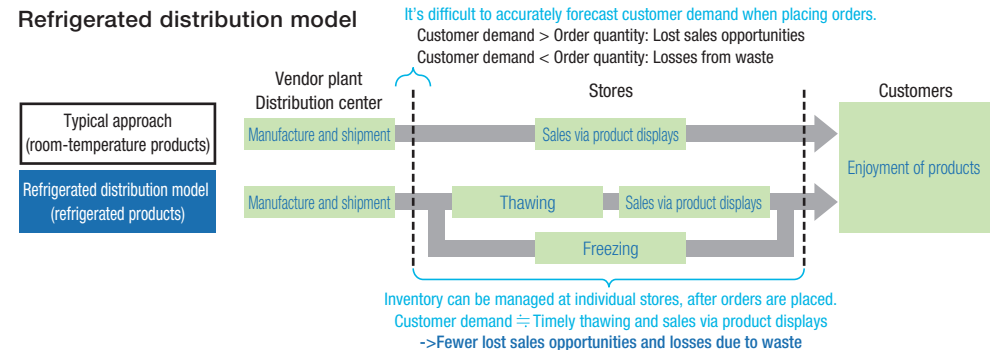 Refrigerated distribution model
It's difficult to accurately forecast customer demand when placing orders.
Customer demand > Order quantity: Lost sales opportunities
Customer demand < Order quantity: Losses from waste
Vendor plant
Distribution center
Stores
Customers
Typical approach
(room-temperature products)
Manufacture and shipment
Sales via product displays
Enjoyment of products
Refrigerated distribution model
(refrigerated products)
Manufacture and shipment
Thawing
Sales via product displays
Freezing
Inventory can be managed at individual stores, after orders are placed.
Customer demand ≒ Timely thawing and sales via product displays
->Fewer lost sales opportunities and losses due to waste